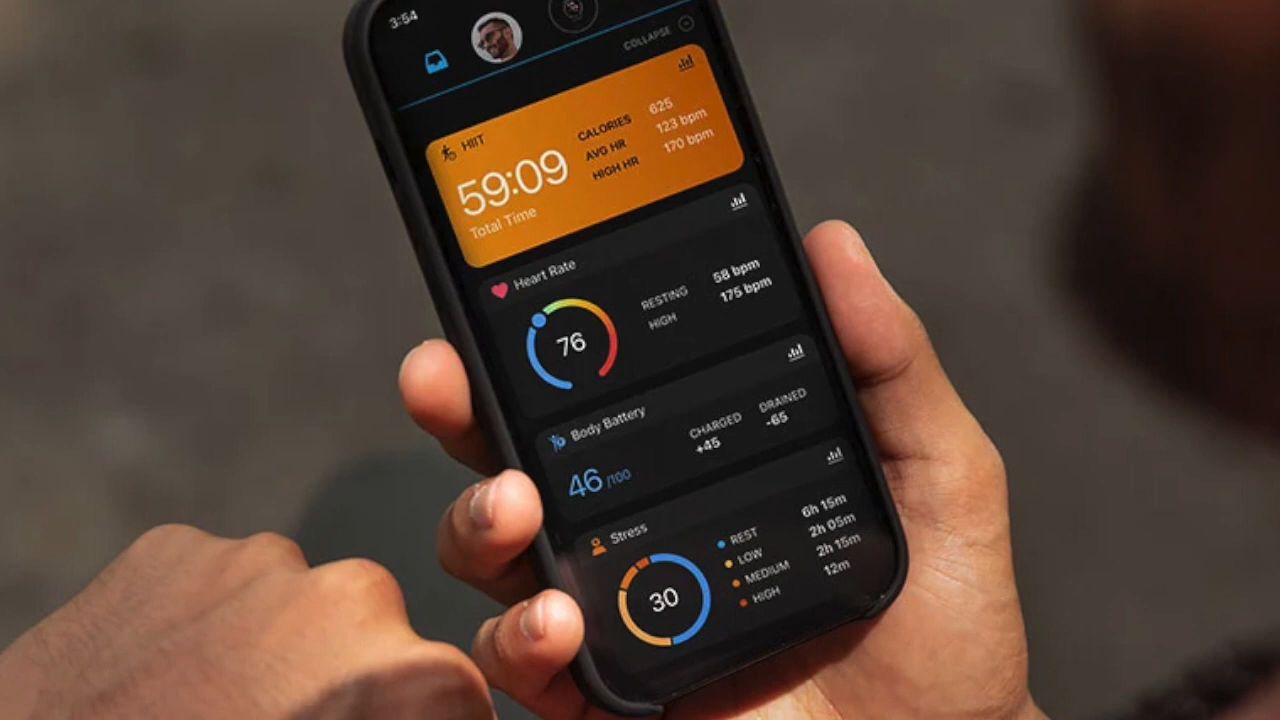 3:54
COLLAPSE
HIIT
59:09
Total Time
CALORIES 625
AVG HR 123 bpm
HIGH HR 170 bpm
Heart Rate
76
RESTING 58 bpm
HIGH 175 bpm
Body Battery
46/100
CHARGED DRAINED
+45 -65
Stress
30
REST 6h 15m
LOW 2h 05m
MEDIUM 2h 15m
HIGH 12m